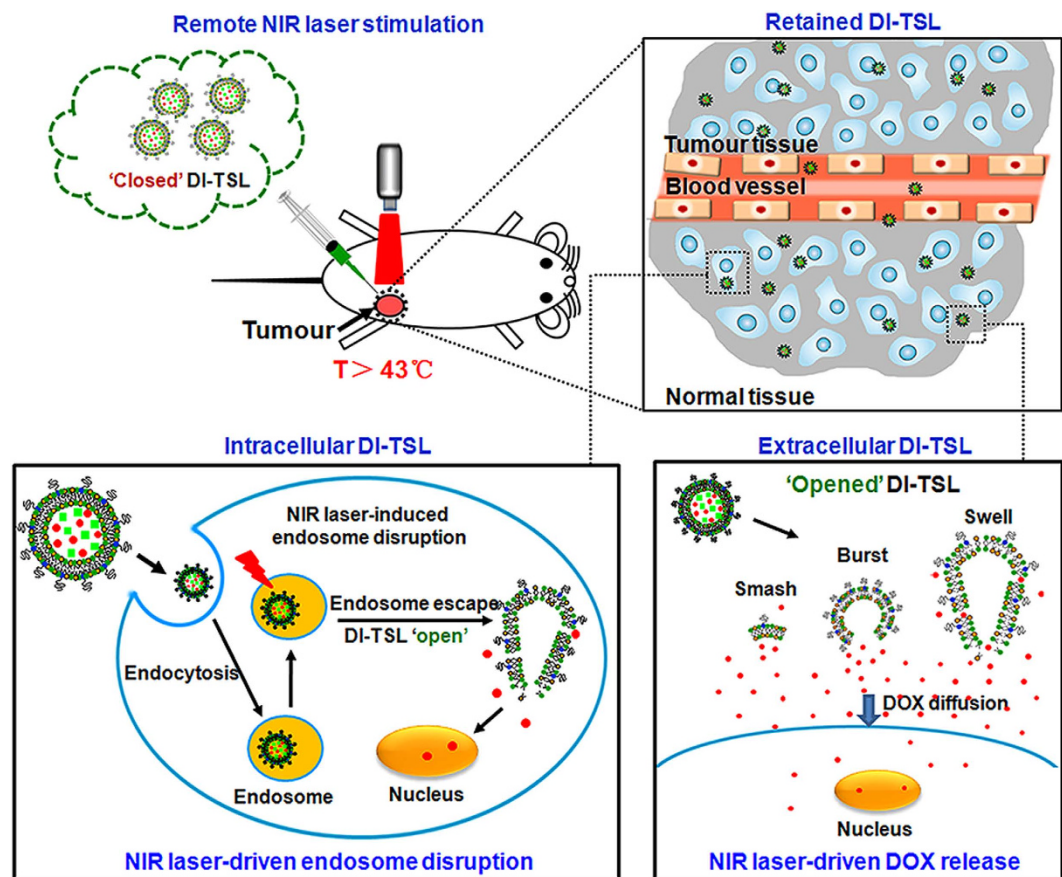 Remote NIR laser stimulation
‘Closed’ DI-TSL
Tumour
T＞43℃
Retained DI-TSL
Tumour tissue
Blood vessel
Normal tissue
Intracellular DI-TSL
NIR laser-induced
endosome disruption
Endosome escape
DI-TSL ‘open’
Endocytosis
Endosome
Nucleus
NIR laser-driven endosome disruption
Extracellular DI-TSL
‘Opened’ DI-TSL
Swell
Burst
Smash
DOX diffusion
Nucleus
NIR laser-driven DOX release